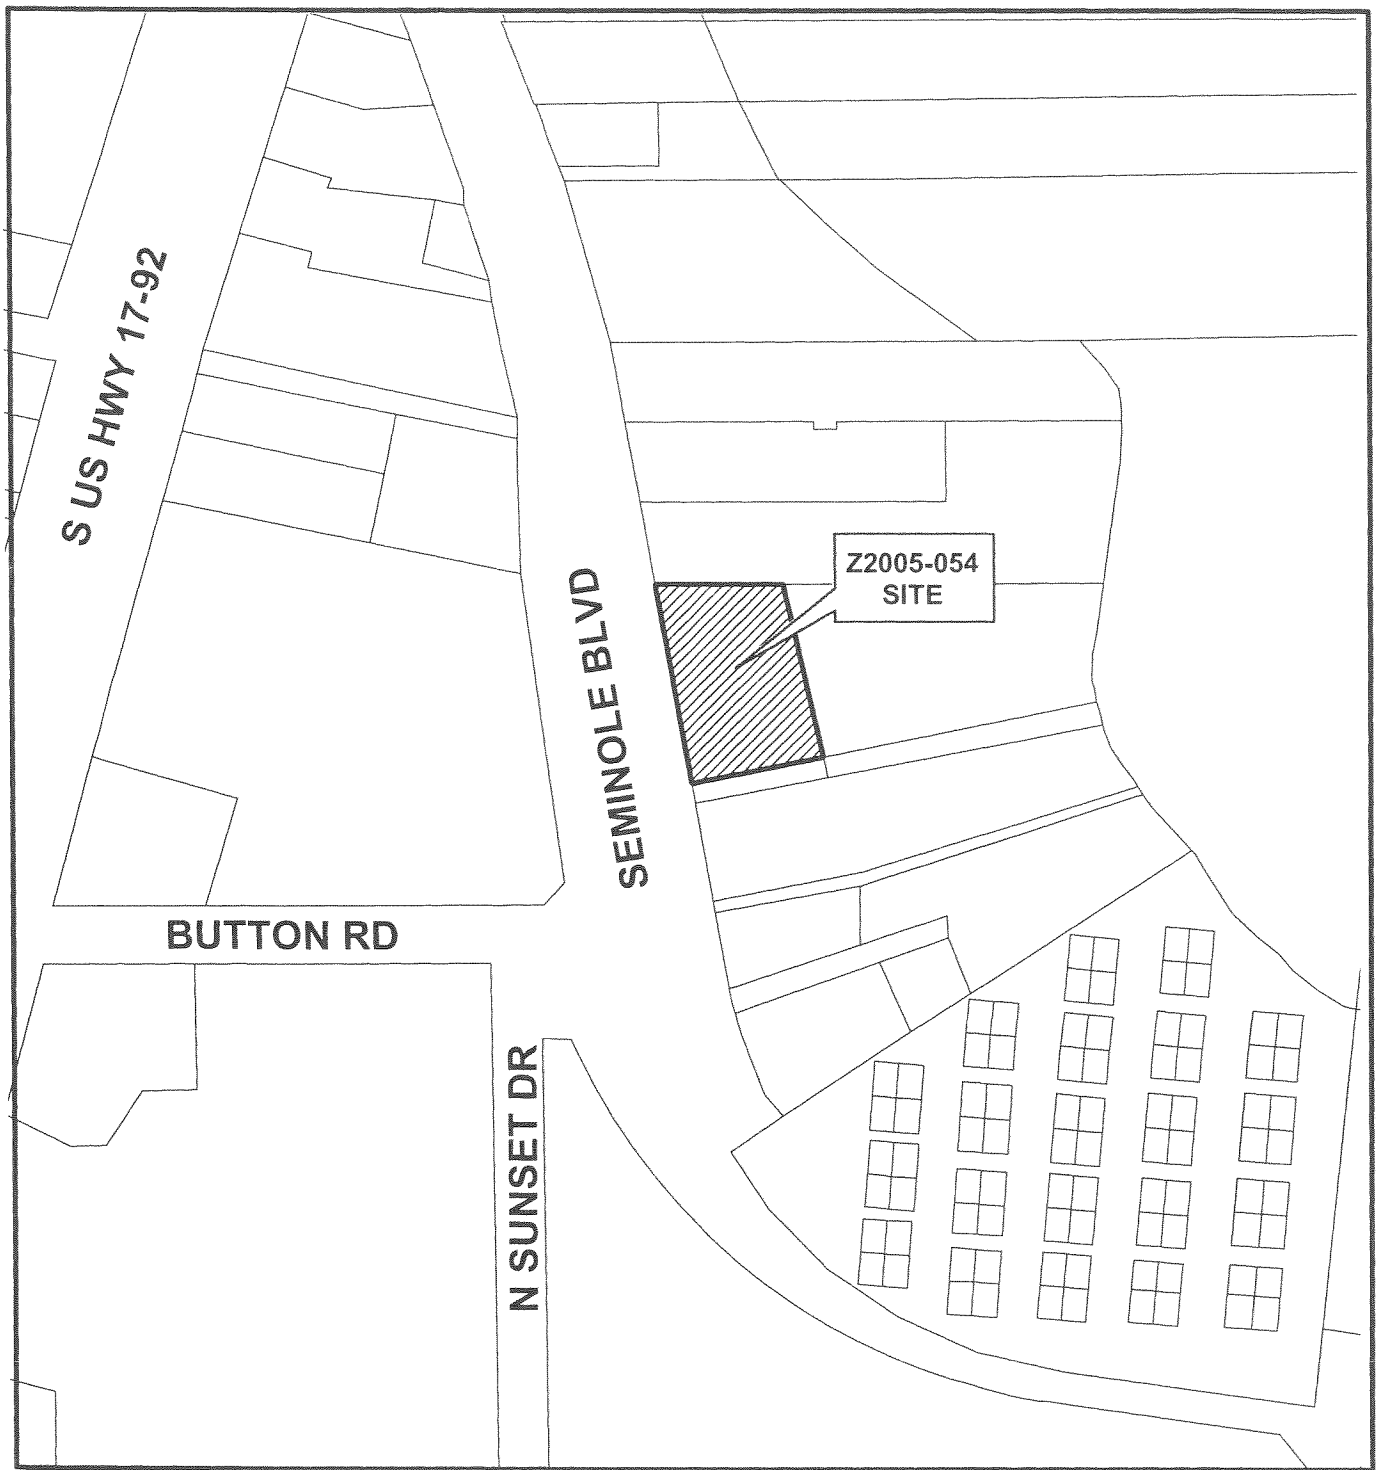 S US HWY 17-92
Z2005-054
SITE
SEMINOLE BLVD
BUTTON RD
N SUNSET DR